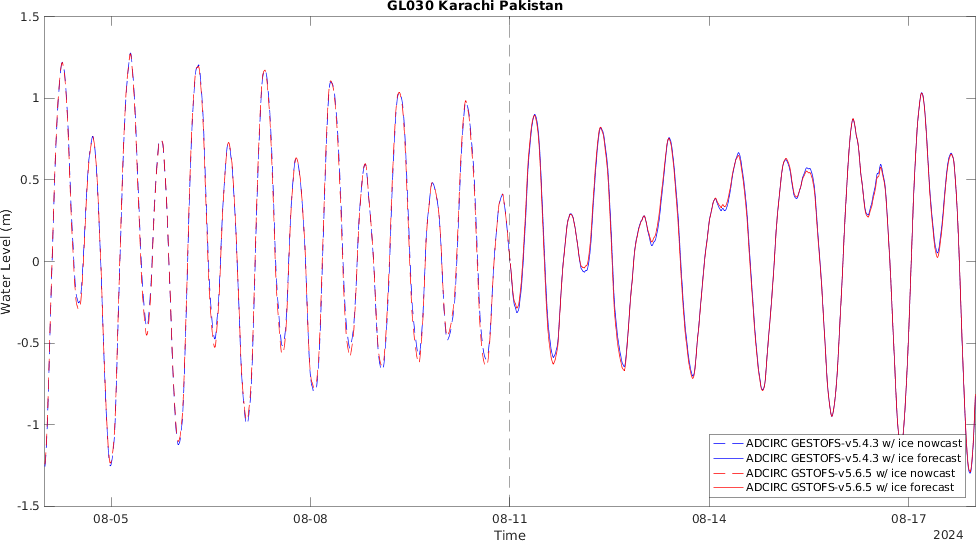 GL030 Karachi Pakistan
1.5
1
0.5
0
-0.5
-1
-1.5
Water Level (m)
08-05
08-08
08-11
08-14
08-17
Time
2024
ADCIRC GESTOFS-v5.4.3 w/ ice nowcast
ADCIRC GESTOFS-v5.4.3 w/ ice forecast
ADCIRC GSTOFS-v5.6.5 w/ ice nowcast
ADCIRC GSTOFS-v5.6.5 w/ ice forecast